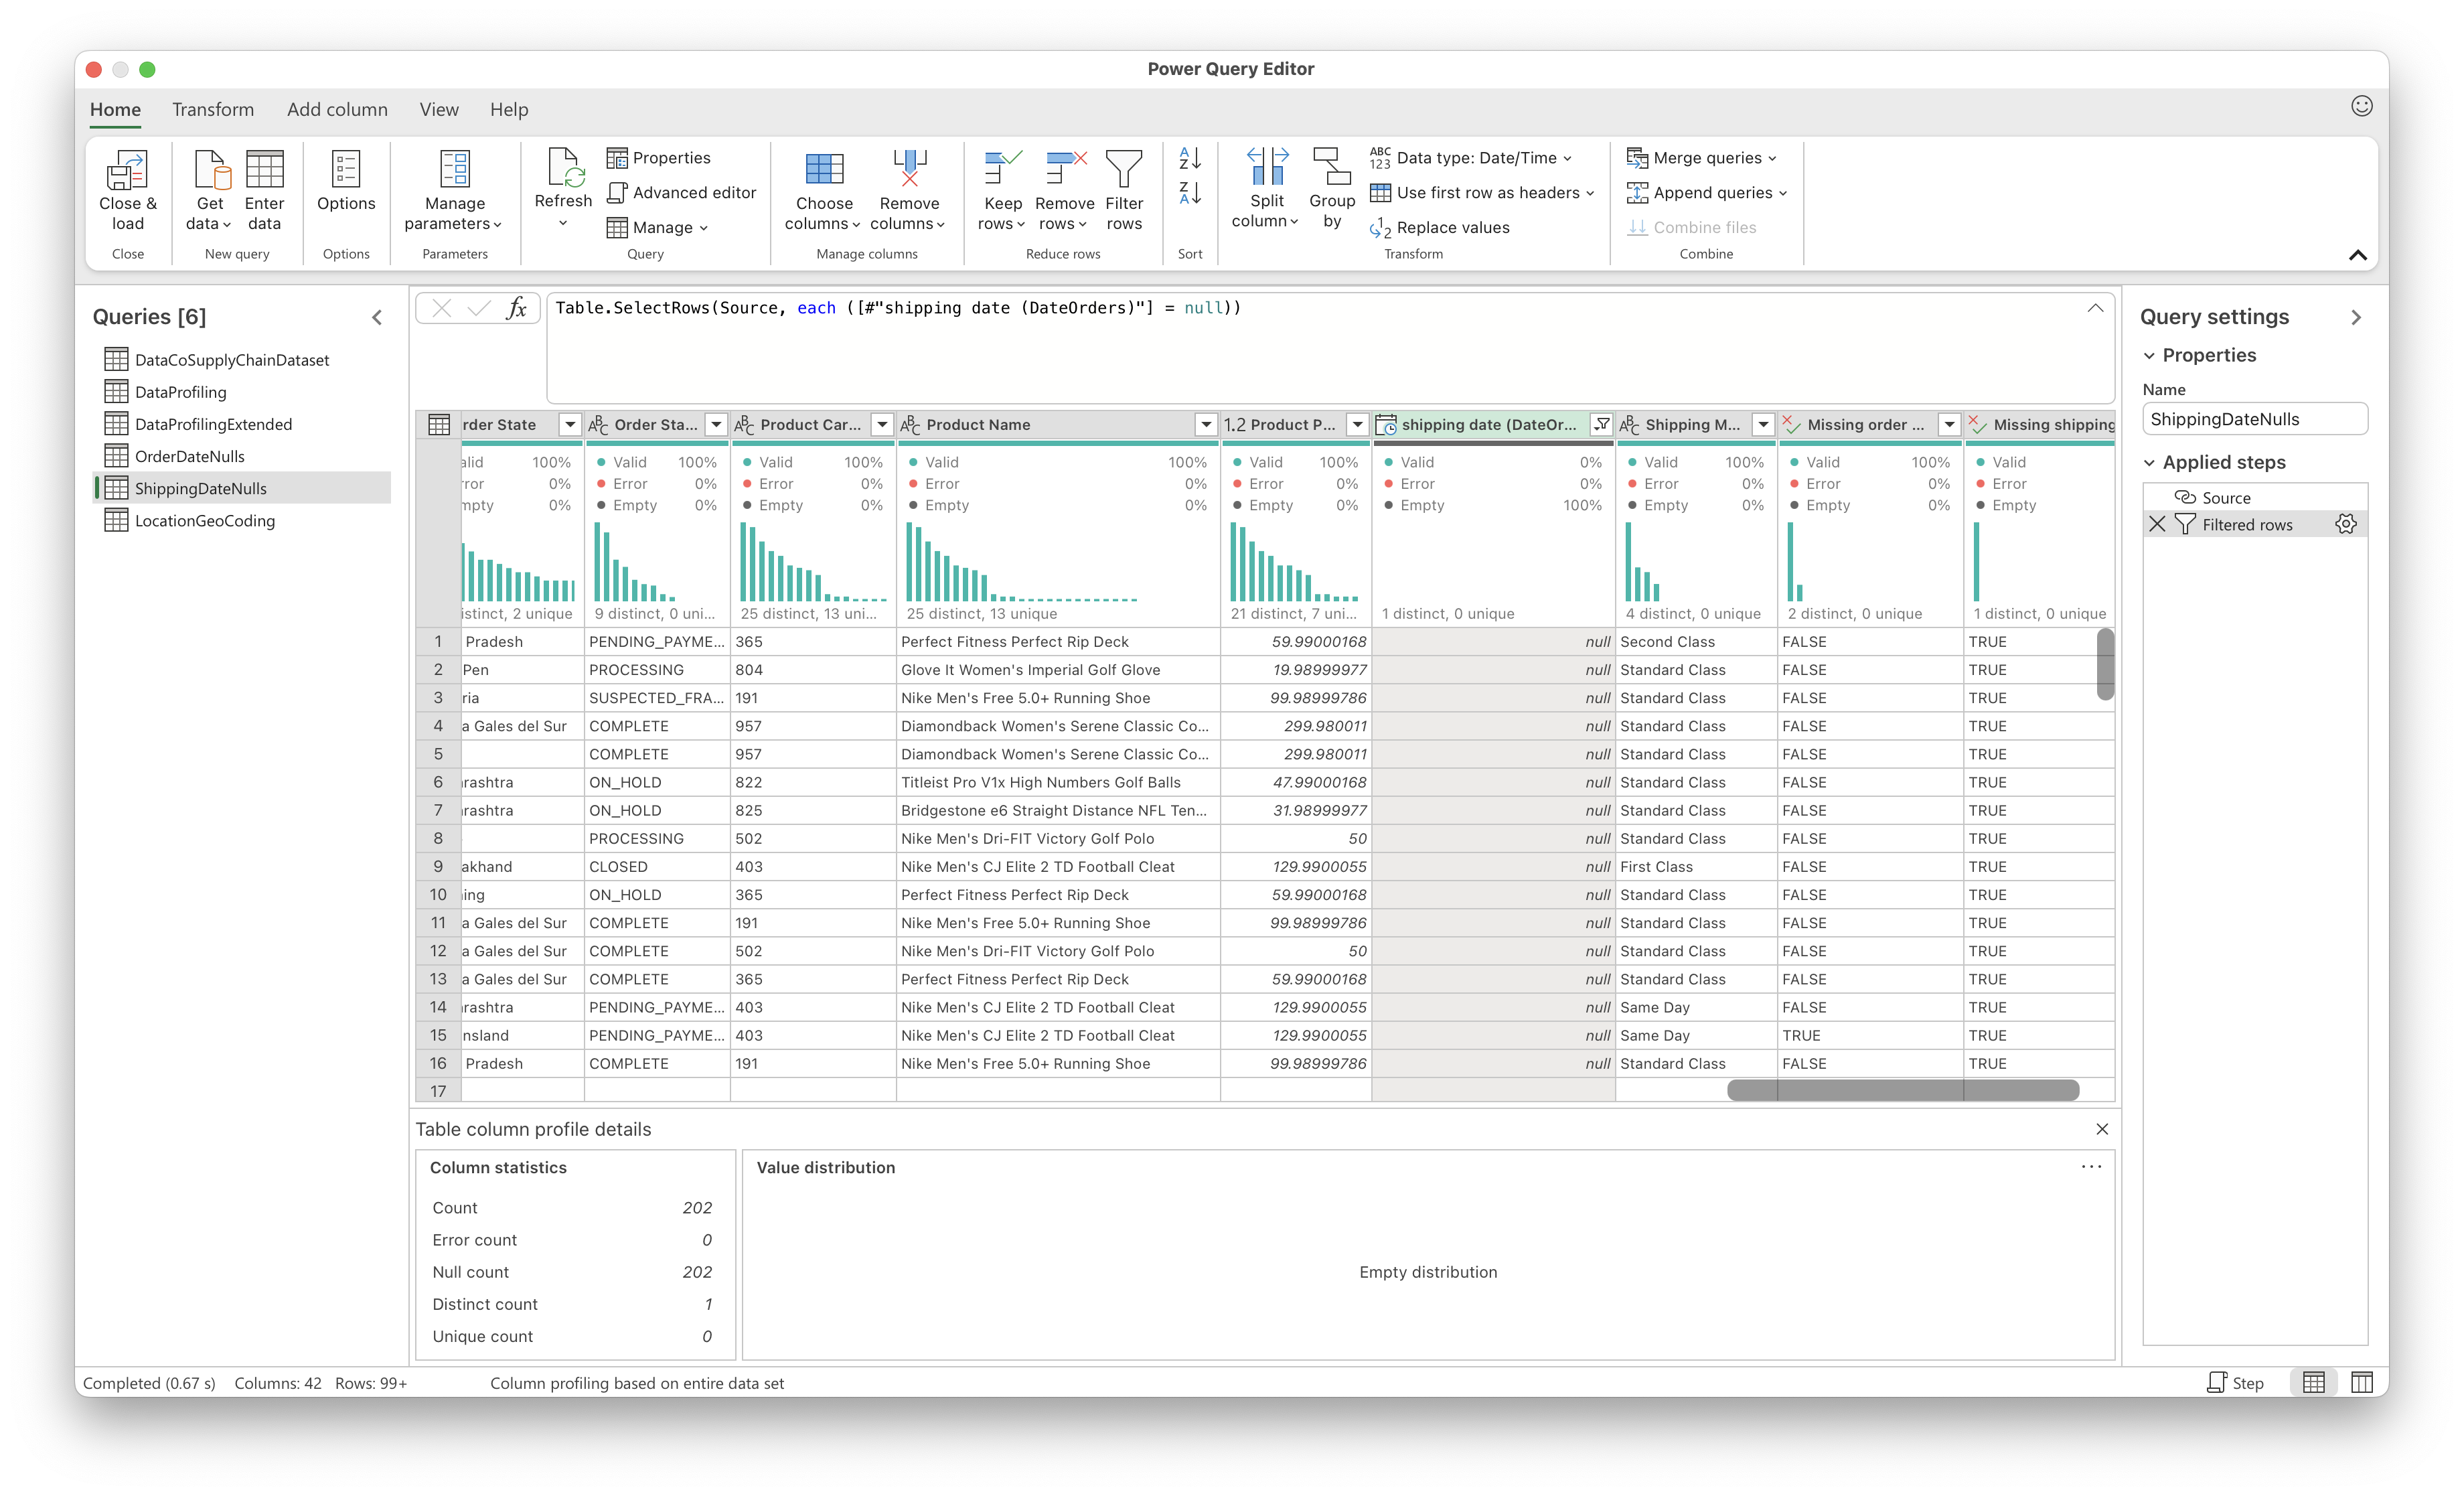 Power Query Editor
Home Transform Add column View Help
Close & load
Get data
Enter data
Options
Manage parameters
Refresh
Properties
Advanced editor
Manage
Choose columns
Remove columns
Keep rows
Remove rows
Filter rows
Split column
Group by
Data type: Date/Time
Use first row as headers
Replace values
Merge queries
Append queries
Combine files
Close New query Options Parameters Query Manage columns Reduce rows Sort Transform Combine
Queries [6]
DataCoSupplyChainDataset
DataProfiling
DataProfilingExtended
OrderDateNulls
ShippingDateNulls
LocationGeoCoding
fx Table.SelectRows(Source, each ([#"shipping date (DateOrders)"] = null))
rder State ABC Order Sta... ABC Product Car... ABC Product Name 1.2 Product P... shipping date (DateOr... ABC Shipping M... Missing order ... Missing shipping
alid 100% Valid 100% Valid 100% Valid 100% Valid 100% Valid 0% Valid 100% Valid 100% Valid
rror 0% Error 0% Error 0% Error 0% Error 0% Error 0% Error 0% Error 0% Error
mpty 0% Empty 0% Empty 0% Empty 0% Empty 0% Empty 100% Empty 0% Empty 0% Empty
istinct, 2 unique 9 distinct, 0 uni... 25 distinct, 13 uni... 25 distinct, 13 unique 21 distinct, 7 uni... 1 distinct, 0 unique 4 distinct, 0 unique 2 distinct, 0 unique 1 distinct, 0 unique
1 Pradesh PENDING_PAYME... 365 Perfect Fitness Perfect Rip Deck 59.99000168 null Second Class FALSE TRUE
2 Pen PROCESSING 804 Glove It Women's Imperial Golf Glove 19.98999977 null Standard Class FALSE TRUE
3 ria SUSPECTED_FRA... 191 Nike Men's Free 5.0+ Running Shoe 99.98999786 null Standard Class FALSE TRUE
4 a Gales del Sur COMPLETE 957 Diamondback Women's Serene Classic Co... 299.980011 null Standard Class FALSE TRUE
5 COMPLETE 957 Diamondback Women's Serene Classic Co... 299.980011 null Standard Class FALSE TRUE
6 arashtra ON_HOLD 822 Titleist Pro V1x High Numbers Golf Balls 47.99000168 null Standard Class FALSE TRUE
7 arashtra ON_HOLD 825 Bridgestone e6 Straight Distance NFL Ten... 31.98999977 null Standard Class FALSE TRUE
8 PROCESSING 502 Nike Men's Dri-FIT Victory Golf Polo 50 null Standard Class FALSE TRUE
9 akhand CLOSED 403 Nike Men's CJ Elite 2 TD Football Cleat 129.9900055 null First Class FALSE TRUE
10 ing ON_HOLD 365 Perfect Fitness Perfect Rip Deck 59.99000168 null Standard Class FALSE TRUE
11 a Gales del Sur COMPLETE 191 Nike Men's Free 5.0+ Running Shoe 99.98999786 null Standard Class FALSE TRUE
12 a Gales del Sur COMPLETE 502 Nike Men's Dri-FIT Victory Golf Polo 50 null Standard Class FALSE TRUE
13 a Gales del Sur COMPLETE 365 Perfect Fitness Perfect Rip Deck 59.99000168 null Standard Class FALSE TRUE
14 arashtra PENDING_PAYME... 403 Nike Men's CJ Elite 2 TD Football Cleat 129.9900055 null Same Day FALSE TRUE
15 nsland PENDING_PAYME... 403 Nike Men's CJ Elite 2 TD Football Cleat 129.9900055 null Same Day TRUE TRUE
16 Pradesh COMPLETE 191 Nike Men's Free 5.0+ Running Shoe 99.98999786 null Standard Class FALSE TRUE
17
Table column profile details
Column statistics
Count 202
Error count 0
Null count 202
Distinct count 1
Unique count 0
Value distribution
Empty distribution
Query settings
Properties
Name
ShippingDateNulls
Applied steps
Source
Filtered rows
Completed (0.67 s) Columns: 42 Rows: 99+ Column profiling based on entire data set Step